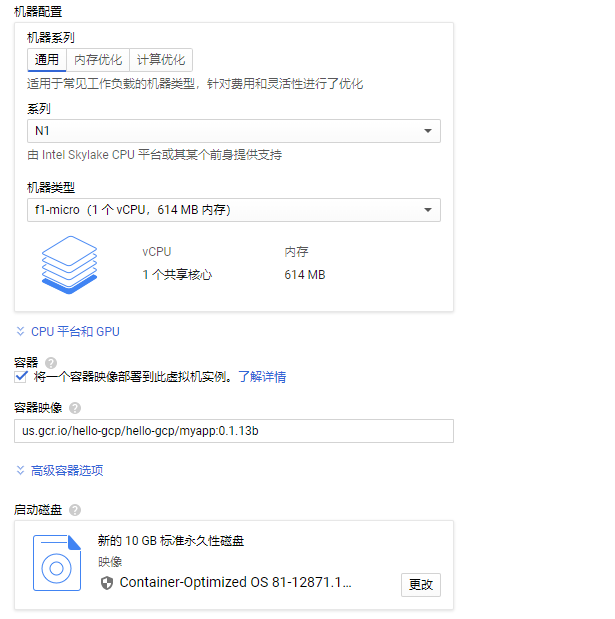 机器配置
机器系列
通用 内存优化 计算优化
适用于常见工作负载的机器类型，针对费用和灵活性进行了优化
系列
N1
由 Intel Skylake CPU 平台或其某个前身提供支持
机器类型
f1-micro（1 个 vCPU，614 MB 内存）
vCPU 内存
1 个共享核心 614 MB
CPU 平台和 GPU
容器
将一个容器映像部署到此虚拟机实例。了解详情
容器映像
us.gcr.io/hello-gcp/hello-gcp/myapp:0.1.13b
高级容器选项
启动磁盘
新的 10 GB 标准永久性磁盘
映像
Container-Optimized OS 81-12871.1...
更改